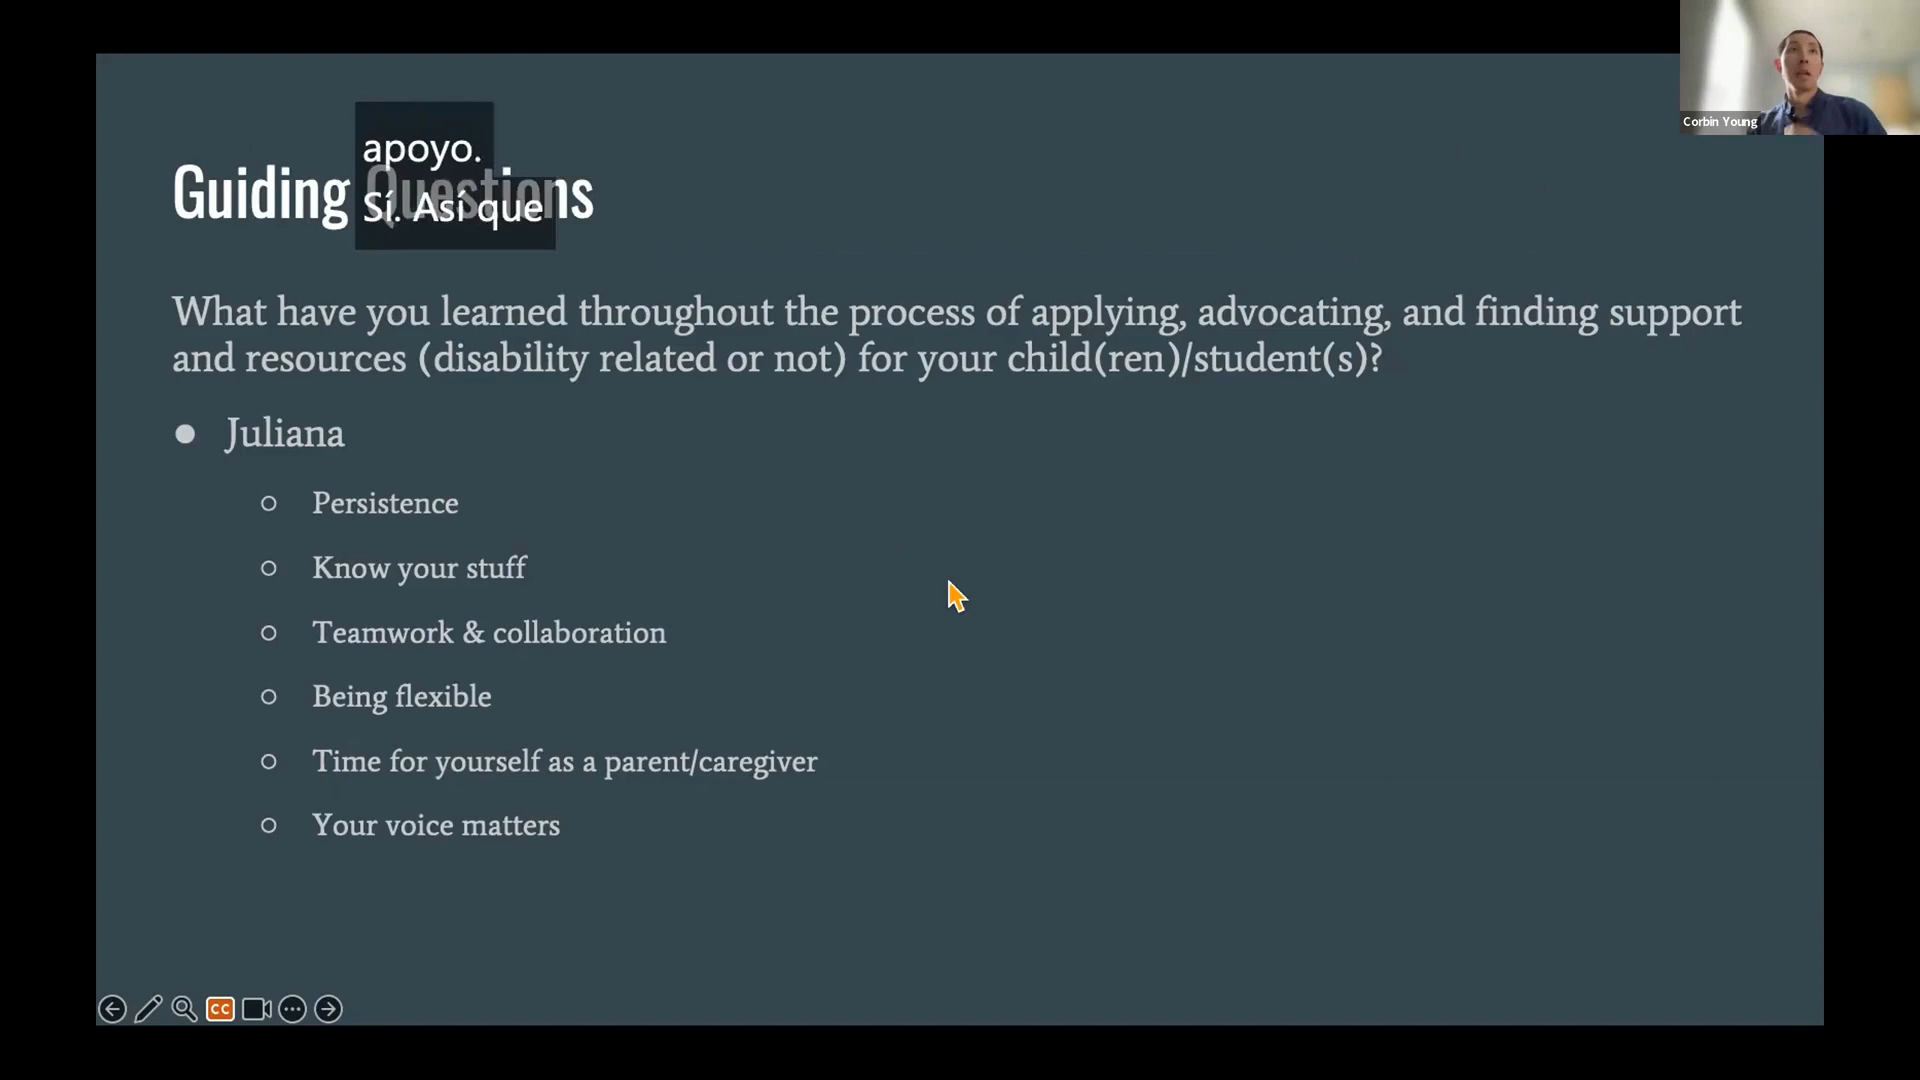 Corbin Young
apoyo.
Sí. Así que
Guiding Questions
What have you learned throughout the process of applying, advocating, and finding support
and resources (disability related or not) for your child(ren)/student(s)?
● Juliana
○ Persistence
○ Know your stuff
○ Teamwork & collaboration
○ Being flexible
○ Time for yourself as a parent/caregiver
○ Your voice matters
CC